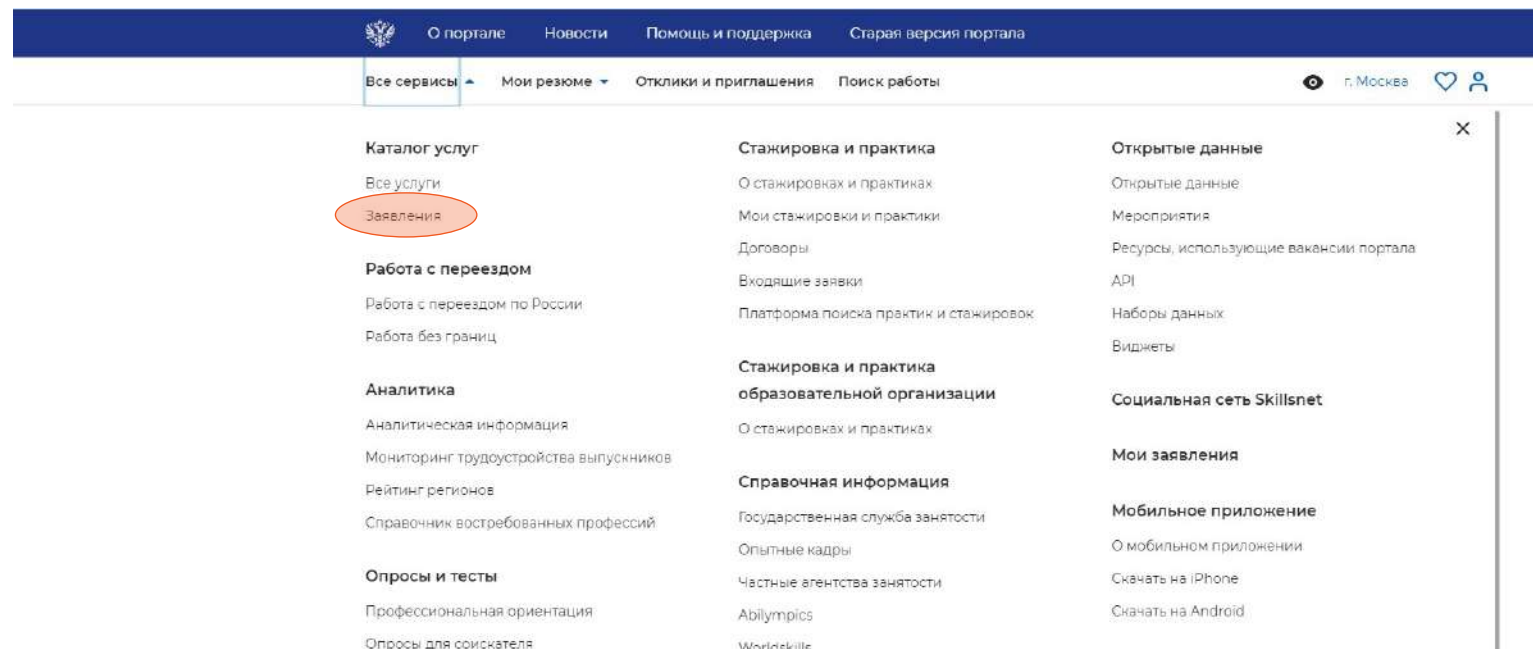 О портале Новости Помощь и поддержка Старая версия портала
Все сервисы Мои резюме Отклики и приглашения Поиск работы г. Москва
Каталог услуг
Все услуги
Заявления
Работа с переездом
Работа с переездом по России
Работа без границ
Аналитика
Аналитическая информация
Мониторинг трудоустройства выпускников
Рейтинг регионов
Справочник востребованных профессий
Опросы и тесты
Профессиональная ориентация
Опросы для соискателя
Стажировка и практика
О стажировках и практиках
Мои стажировки и практики
Договоры
Входящие заявки
Платформа поиска практик и стажировок
Стажировка и практика
образовательной организации
О стажировках и практиках
Справочная информация
Государственная служба занятости
Опытные кадры
Частные агентства занятости
Abilympics
Worldskills
Открытые данные
Открытые данные
Мероприятия
Ресурсы, использующие вакансии портала
API
Наборы данных
Виджеты
Социальная сеть Skillsnet
Мои заявления
Мобильное приложение
О мобильном приложении
Скачать на iPhone
Скачать на Android